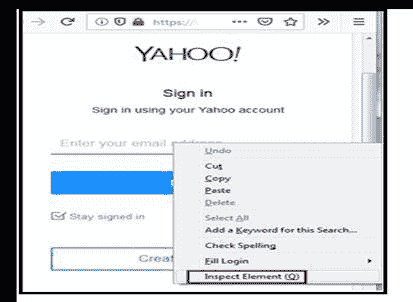 https://
YAHOO!
Sign in
Sign in using your Yahoo account
Enter your email address
Stay signed in
Undo
Cut
Copy
Paste
Delete
Select All
Add a Keyword for this Search...
Check Spelling
Fill Login
Inspect Element (Q)